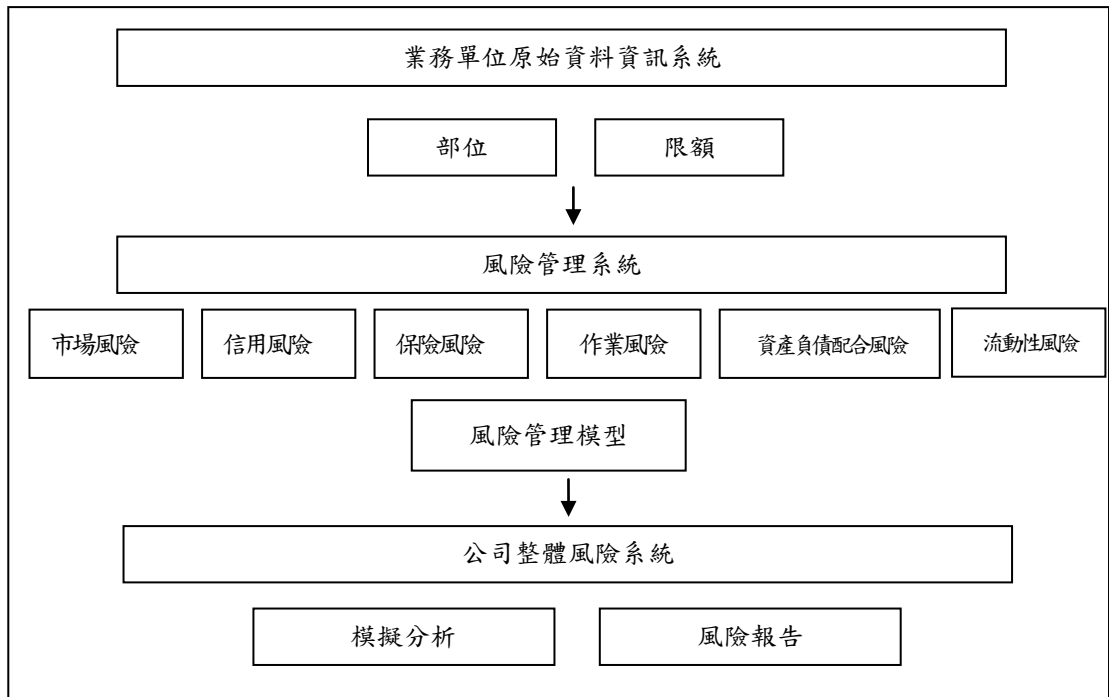 業務單位原始資料資訊系統
部位
限額
風險管理系統
市場風險
信用風險
保險風險
作業風險
資產負債配合風險
流動性風險
風險管理模型
公司整體風險系統
模擬分析
風險報告